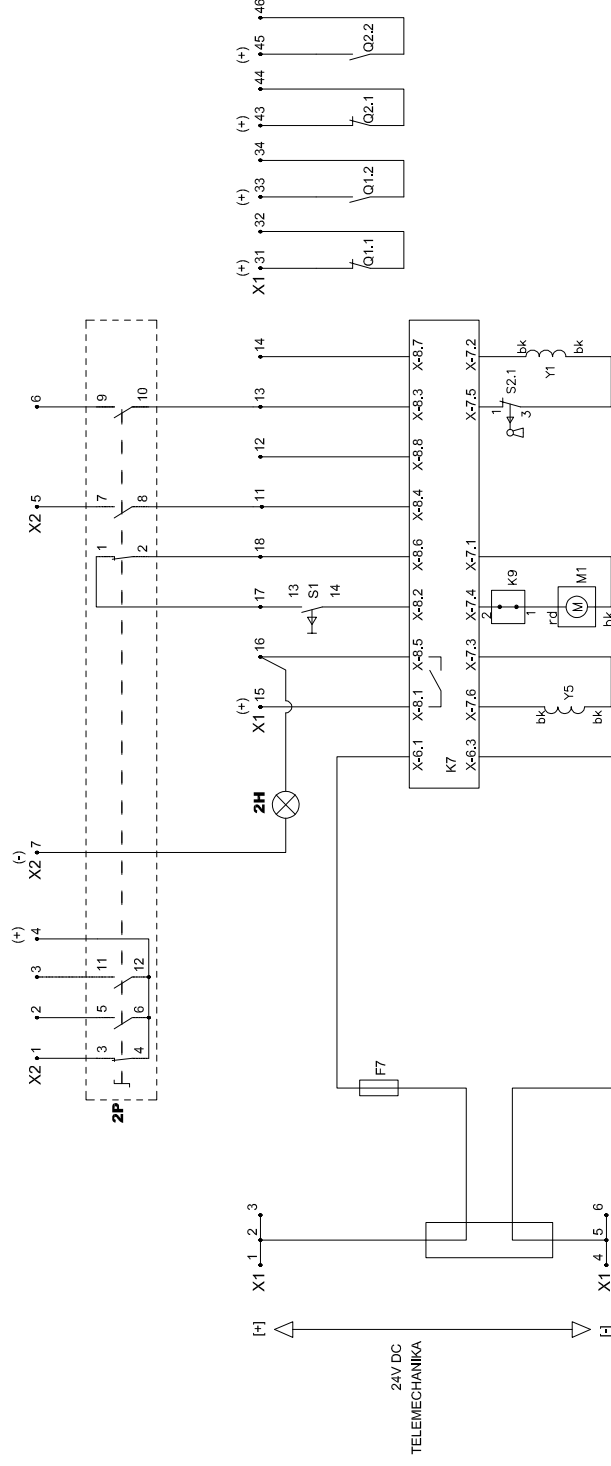 X2 1 2 3 4 (+)
(-) X2 7
X2 5 6
2P
3 5 11 1 7 9
4 6 12 2 8 10
2H
X1 1 2 3
X1 15 (+) 16 17 18 11 12 13 14
X1 31 (+) 32 33 (+) 34 43 (+) 44 45 (+) 46
Q1.1 Q1.2 Q2.1 Q2.2
13 S1 14
F7
X-6.1 X-8.1 X-8.5 X-8.2 X-8.6 X-8.4 X-8.8 X-8.3 X-8.7
K7
X-6.3 X-7.6 X-7.3 X-7.4 X-7.1 X-7.5 X-7.2
2 K9 1
rd M M1 bk
bk Y5 bk
1 S2.1 3
bk Y1 bk
[+]
24V DC
TELEMECHANIKA
[-]
X1 4 5 6